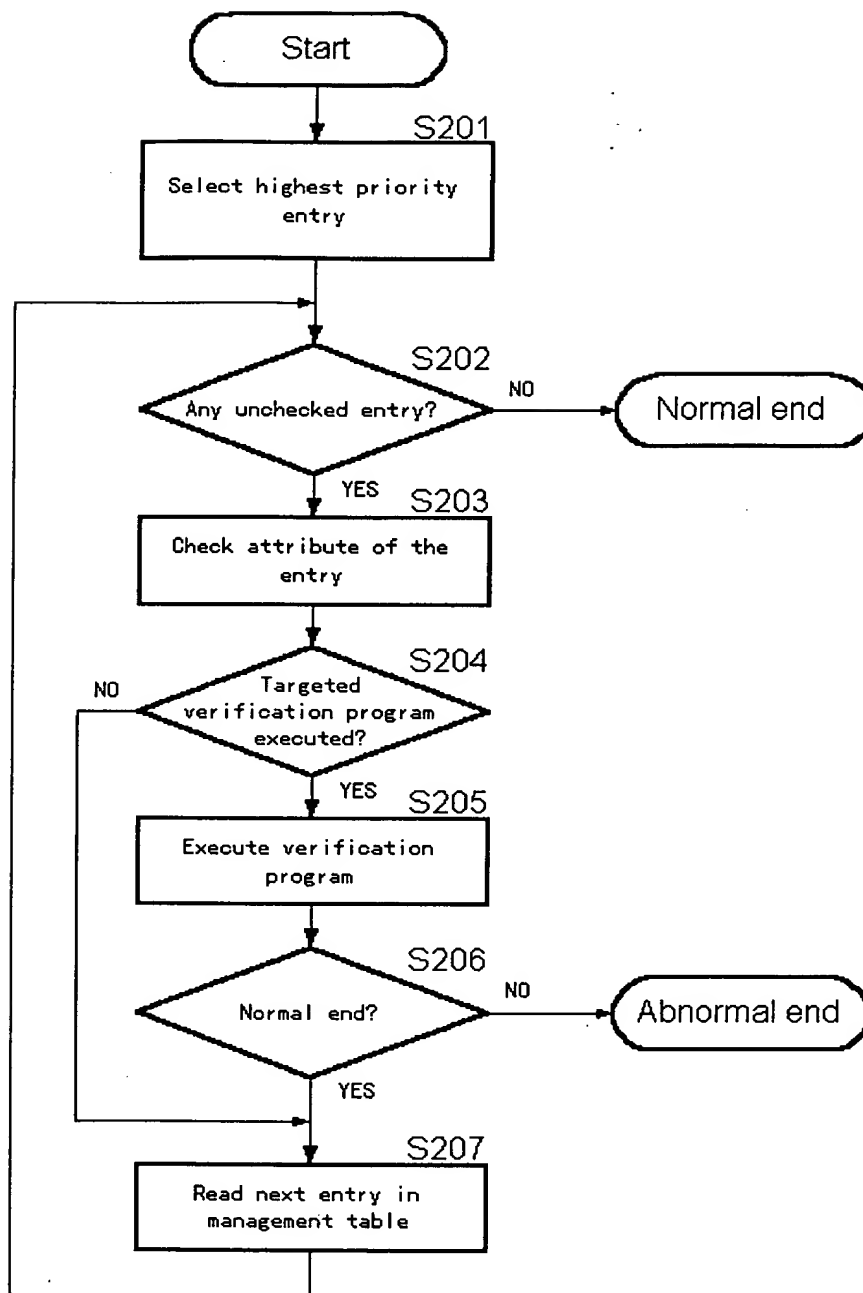 Start
S201
Select highest priority
entry
S202
Any unchecked entry?
NO
Normal end
YES
S203
Check attribute of the
entry
S204
NO
Targeted
verification program
executed?
YES
S205
Execute verification
program
S206
Normal end?
NO
Abnormal end
YES
S207
Read next entry in
management table